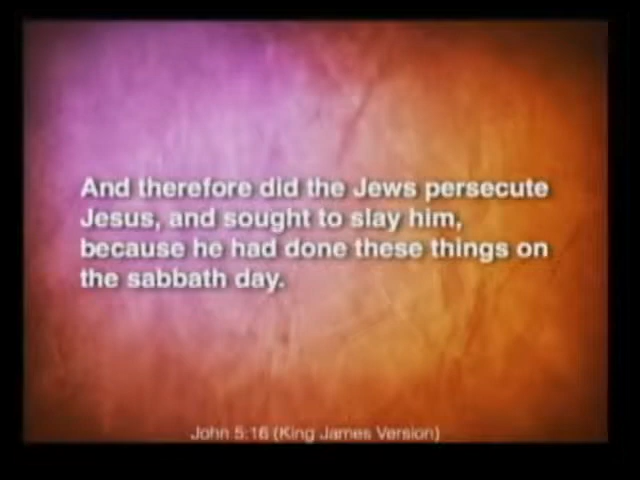 And therefore did the Jews persecute
Jesus, and sought to slay him,
because he had done these things on
the sabbath day.
John 5:16 (King James Version)